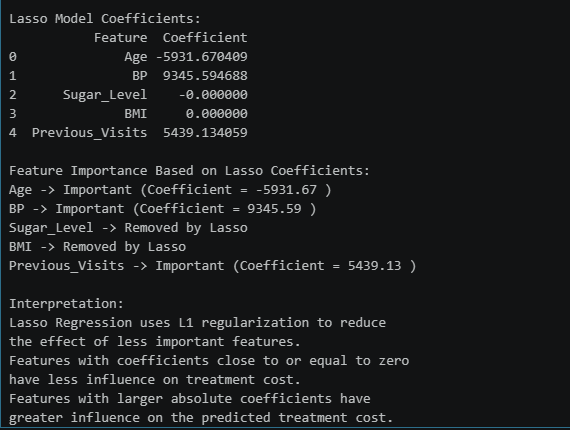 Lasso Model Coefficients:
Feature Coefficient
0 Age -5931.670409
1 BP 9345.594688
2 Sugar_Level -0.000000
3 BMI 0.000000
4 Previous_Visits 5439.134059
Feature Importance Based on Lasso Coefficients:
Age -> Important (Coefficient = -5931.67 )
BP -> Important (Coefficient = 9345.59 )
Sugar_Level -> Removed by Lasso
BMI -> Removed by Lasso
Previous_Visits -> Important (Coefficient = 5439.13 )
Interpretation:
Lasso Regression uses L1 regularization to reduce
the effect of less important features.
Features with coefficients close to or equal to zero
have less influence on treatment cost.
Features with larger absolute coefficients have
greater influence on the predicted treatment cost.